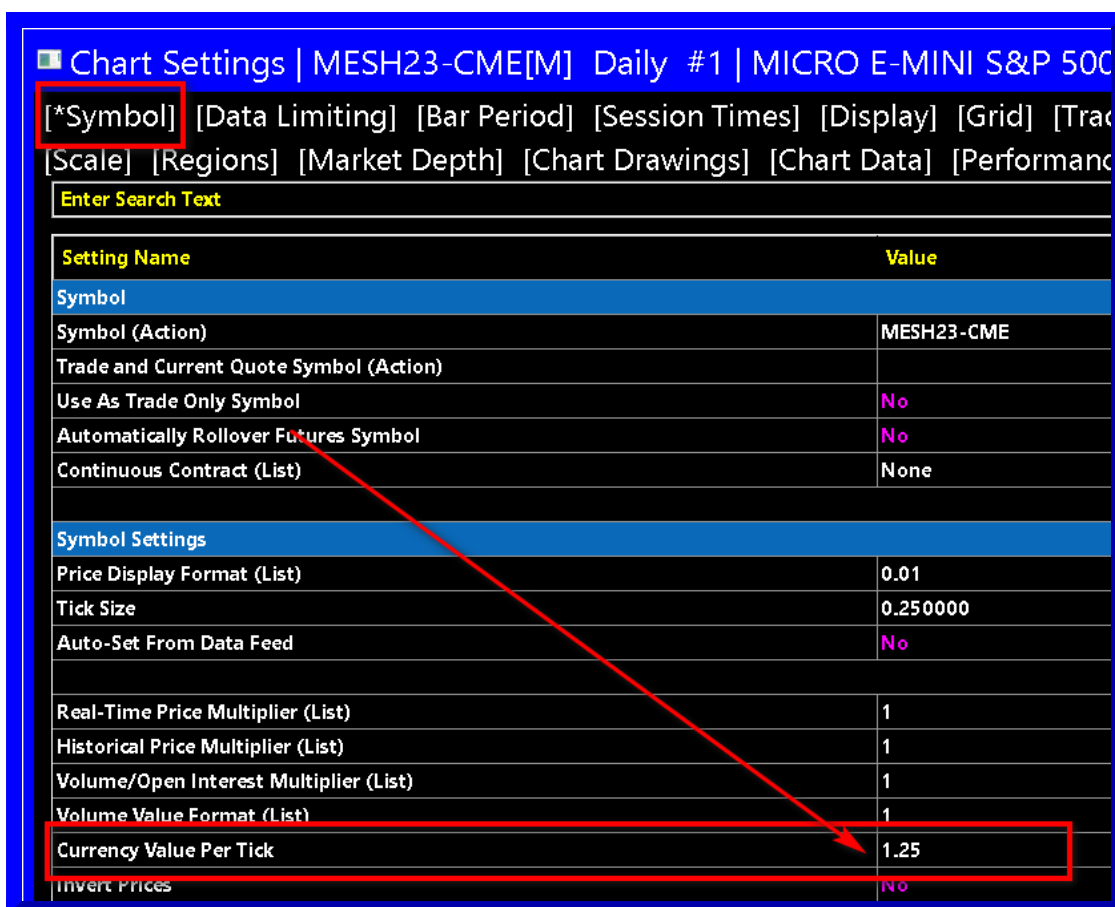 Chart Settings | MESH23-CME[M] Daily #1 | MICRO E-MINI S&P 500
[*Symbol] [Data Limiting] [Bar Period] [Session Times] [Display] [Grid] [Trad
[Scale] [Regions] [Market Depth] [Chart Drawings] [Chart Data] [Performanc
Enter Search Text
Setting Name Value
Symbol
Symbol (Action) MESH23-CME
Trade and Current Quote Symbol (Action)
Use As Trade Only Symbol No
Automatically Rollover Futures Symbol No
Continuous Contract (List) None
Symbol Settings
Price Display Format (List) 0.01
Tick Size 0.250000
Auto-Set From Data Feed No
Real-Time Price Multiplier (List) 1
Historical Price Multiplier (List) 1
Volume/Open Interest Multiplier (List) 1
Volume Value Format (List) 1
Currency Value Per Tick 1.25
Invert Prices No